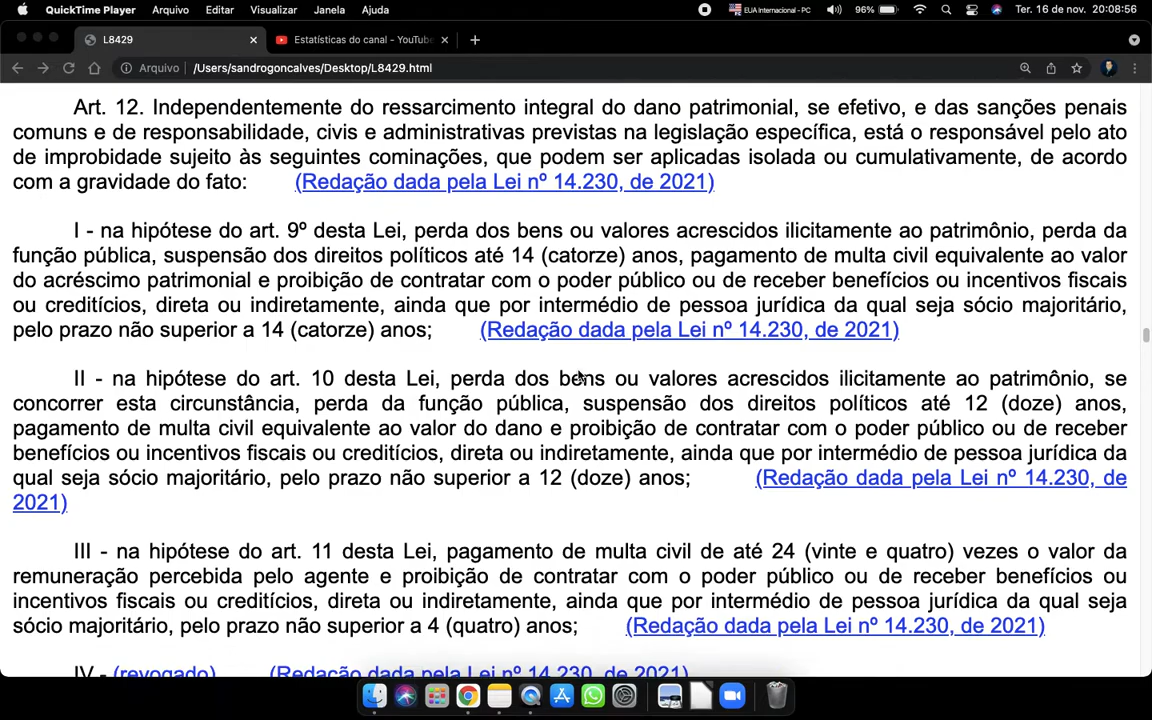 QuickTime Player Arquivo Editar Visualizar Janela Ajuda EUA Internacional - PC 96% Ter. 16 de nov. 20:08:56
L8429 Estatísticas do canal - YouTube
Arquivo /Users/sandrogoncalves/Desktop/L8429.html
Art. 12. Independentemente do ressarcimento integral do dano patrimonial, se efetivo, e das sanções penais
comuns e de responsabilidade, civis e administrativas previstas na legislação específica, está o responsável pelo ato
de improbidade sujeito às seguintes cominações, que podem ser aplicadas isolada ou cumulativamente, de acordo
com a gravidade do fato: (Redação dada pela Lei nº 14.230, de 2021)
I - na hipótese do art. 9º desta Lei, perda dos bens ou valores acrescidos ilicitamente ao patrimônio, perda da
função pública, suspensão dos direitos políticos até 14 (catorze) anos, pagamento de multa civil equivalente ao valor
do acréscimo patrimonial e proibição de contratar com o poder público ou de receber benefícios ou incentivos fiscais
ou creditícios, direta ou indiretamente, ainda que por intermédio de pessoa jurídica da qual seja sócio majoritário,
pelo prazo não superior a 14 (catorze) anos; (Redação dada pela Lei nº 14.230, de 2021)
II - na hipótese do art. 10 desta Lei, perda dos bens ou valores acrescidos ilicitamente ao patrimônio, se
concorrer esta circunstância, perda da função pública, suspensão dos direitos políticos até 12 (doze) anos,
pagamento de multa civil equivalente ao valor do dano e proibição de contratar com o poder público ou de receber
benefícios ou incentivos fiscais ou creditícios, direta ou indiretamente, ainda que por intermédio de pessoa jurídica da
qual seja sócio majoritário, pelo prazo não superior a 12 (doze) anos; (Redação dada pela Lei nº 14.230, de
2021)
III - na hipótese do art. 11 desta Lei, pagamento de multa civil de até 24 (vinte e quatro) vezes o valor da
remuneração percebida pelo agente e proibição de contratar com o poder público ou de receber benefícios ou
incentivos fiscais ou creditícios, direta ou indiretamente, ainda que por intermédio de pessoa jurídica da qual seja
sócio majoritário, pelo prazo não superior a 4 (quatro) anos; (Redação dada pela Lei nº 14.230, de 2021)
IV - (revogado) (Redação dada pela Lei nº 14.230, de 2021)